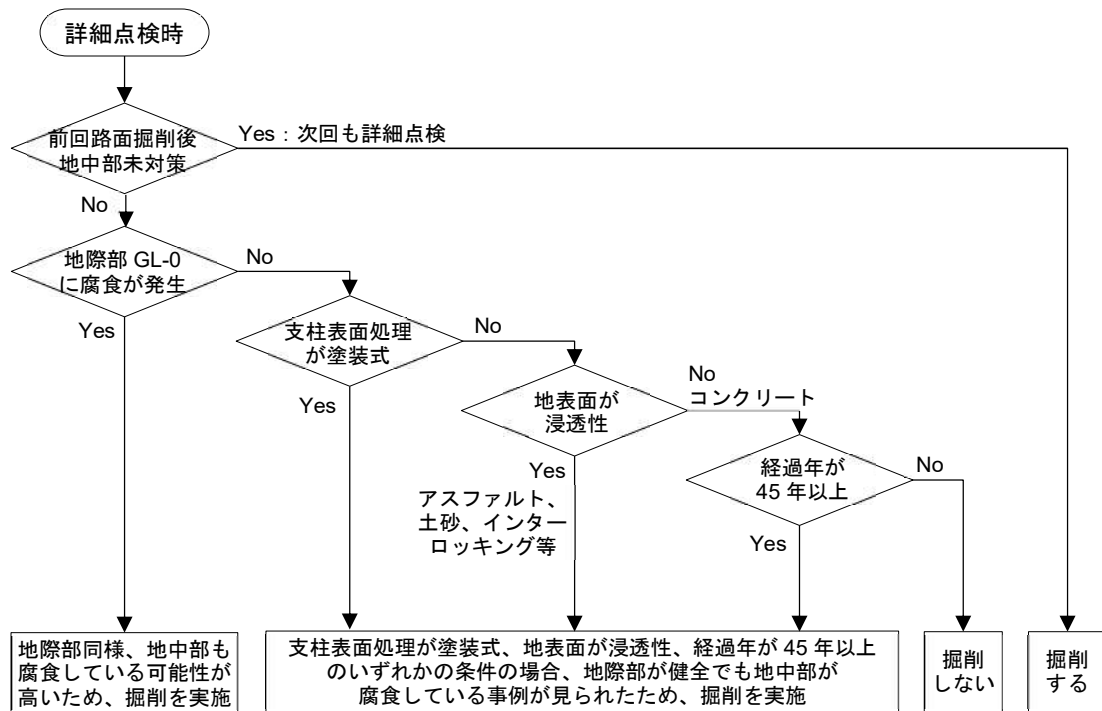 詳細点検時
前回路面掘削後
地中部未対策
Yes：次回も詳細点検
No
地際部 GL-0
に腐食が発生
No
Yes
支柱表面処理
が塗装式
No
Yes
地表面が
浸透性
No
コンクリート
Yes
アスファルト、
土砂、インター
ロッキング等
経過年が
45 年以上
No
Yes
地際部同様、地中部も
腐食している可能性が
高いため、掘削を実施
支柱表面処理が塗装式、地表面が浸透性、経過年が 45 年以上
のいずれかの条件の場合、地際部が健全でも地中部が
腐食している事例が見られたため、掘削を実施
掘削
しない
掘削
する